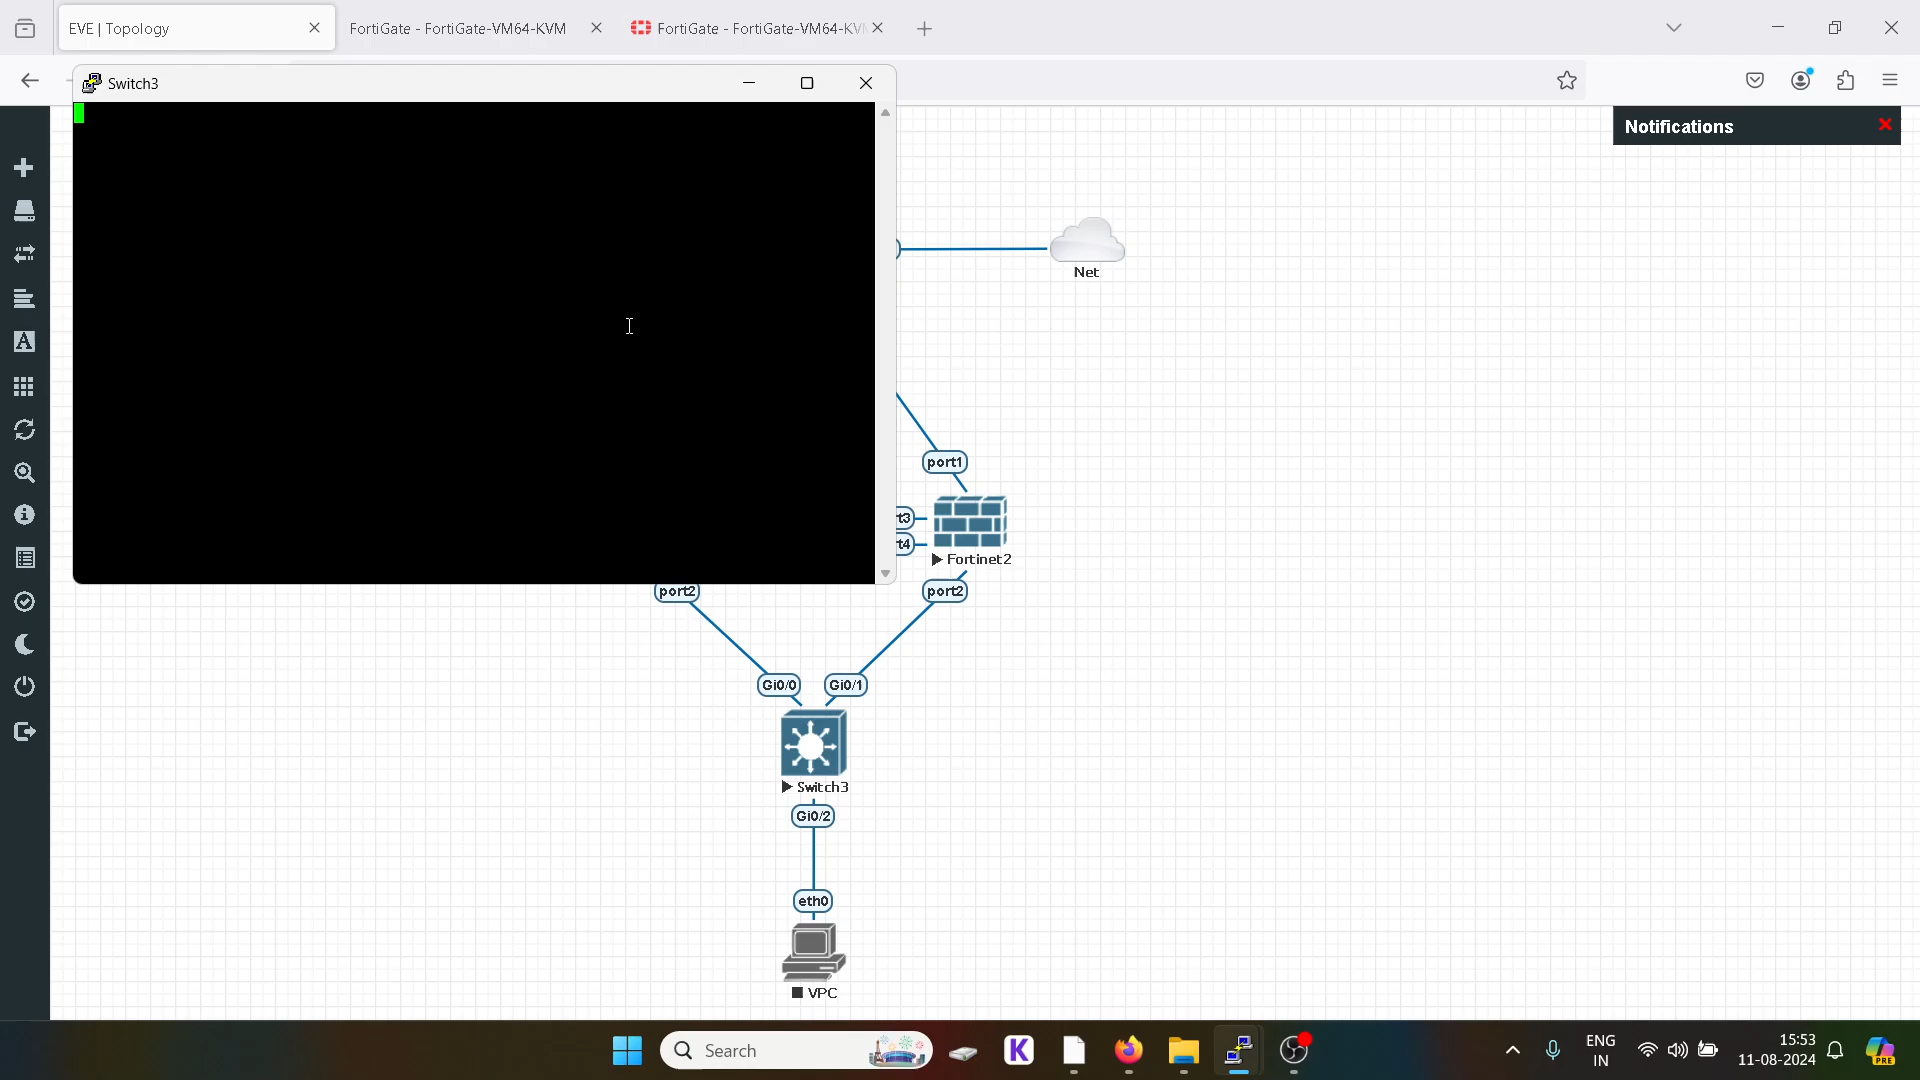 EVE | Topology
FortiGate - FortiGate-VM64-KVM
FortiGate - FortiGate-VM64-KV
Switch3
Notifications
Net
port1
t3
t4
Fortinet2
port2
port2
Gi0/0
Gi0/1
Switch3
Gi0/2
eth0
VPC
Search
K
ENG
IN
15:53
11-08-2024
PRE